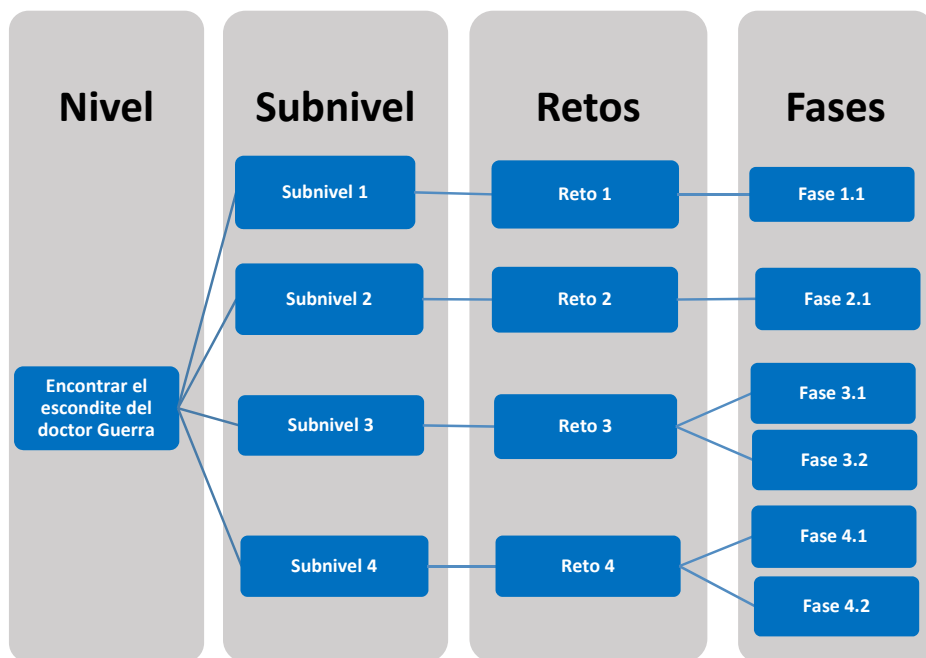 Nivel
Subnivel
Retos
Fases
Subnivel 1
Reto 1
Fase 1.1
Subnivel 2
Reto 2
Fase 2.1
Encontrar el
escondite del
doctor Guerra
Subnivel 3
Reto 3
Fase 3.1
Fase 3.2
Subnivel 4
Reto 4
Fase 4.1
Fase 4.2